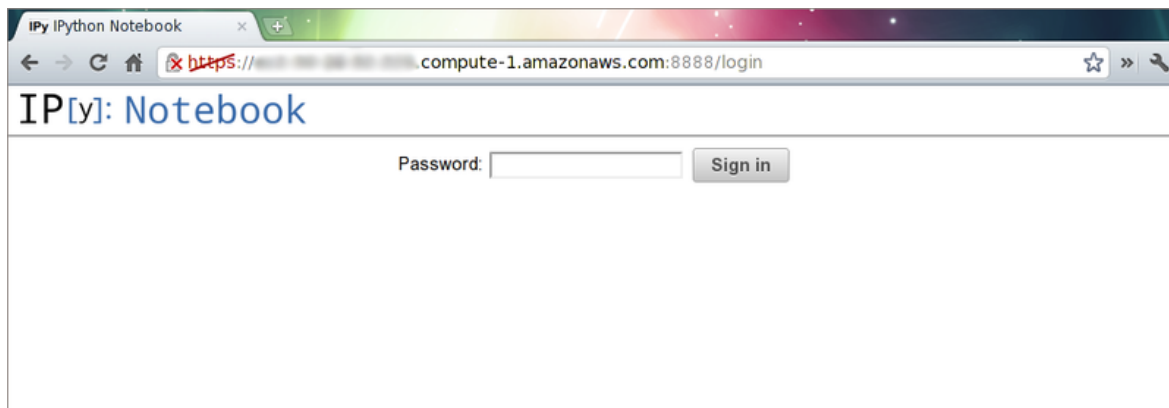 IPy IPython Notebook
https://.compute-1.amazonaws.com:8888/login
IP[y]: Notebook
Password: Sign in